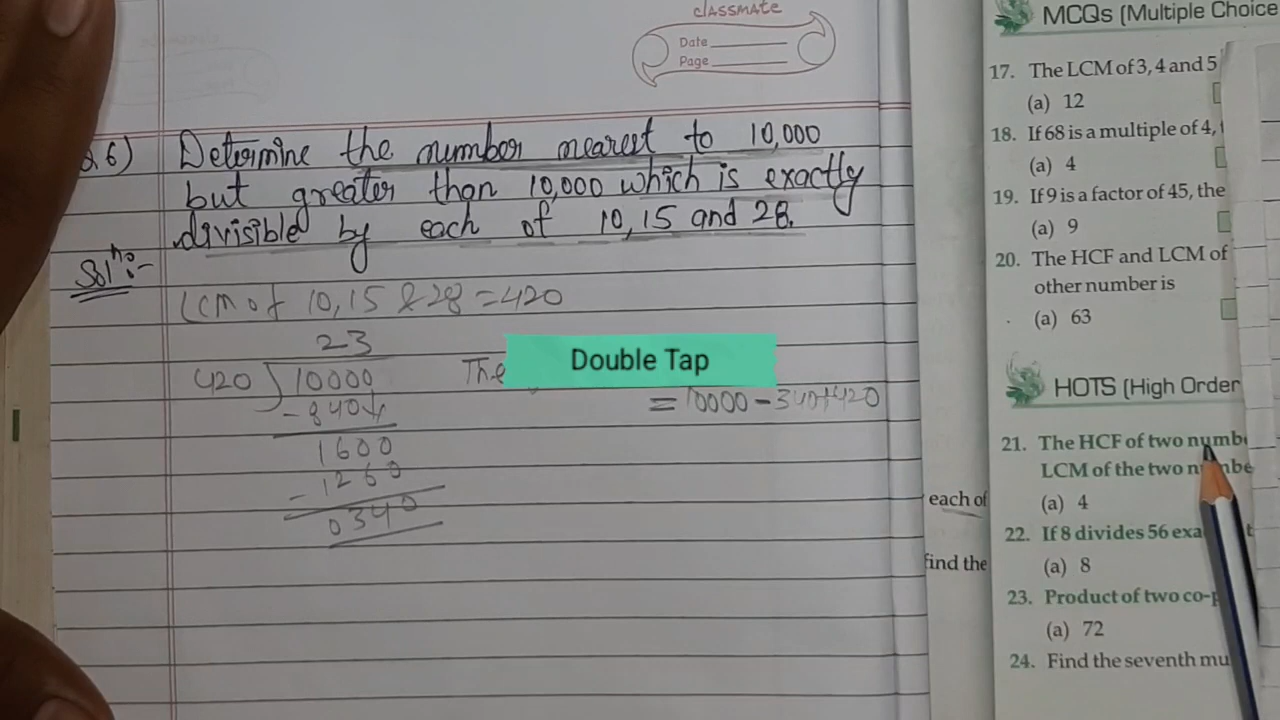 classmate
Date
Page
Q.6) Determine the number nearest to 10,000
but greater than 10,000 which is exactly
divisible by each of 10, 15 and 28.
Solno:-
LCM of 10, 15 & 28 = 420
23
420 ) 10000
- 840↓
1600
- 1260
0340
The
= 10000 - 340+420
Double Tap
each of
find the
MCQs (Multiple Choice
17. The LCM of 3, 4 and 5
(a) 12
18. If 68 is a multiple of 4,
(a) 4
19. If 9 is a factor of 45, the
(a) 9
20. The HCF and LCM of
other number is
(a) 63
HOTS (High Order
21. The HCF of two numbe
LCM of the two numbe
(a) 4
22. If 8 divides 56 exa
(a) 8
23. Product of two co-p
(a) 72
24. Find the seventh mu